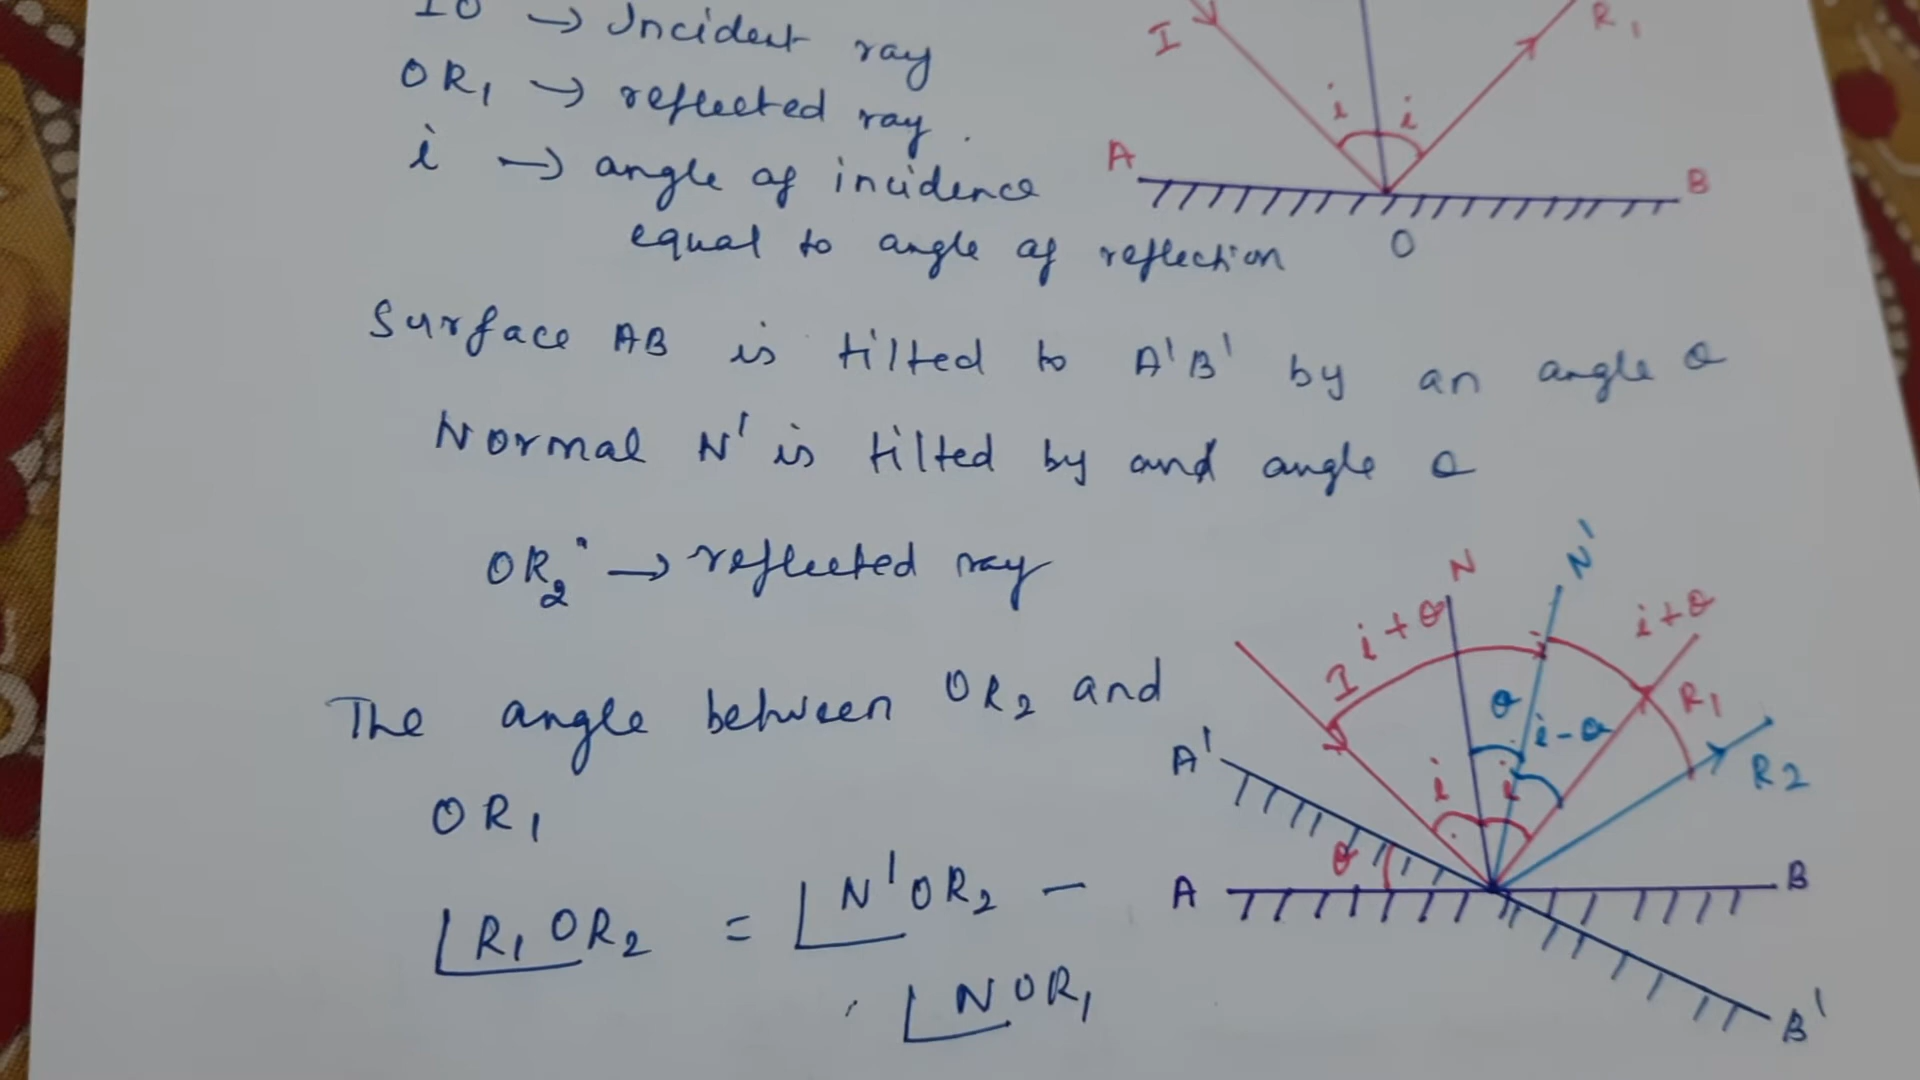 IO → Incident ray
OR1 → reflected ray.
i → angle of incidence
equal to angle of reflection
I
R1
i
i
A
B
O
Surface AB is tilted to A'B' by an angle θ
Normal N' is tilted by and angle θ
OR2 → reflected ray
The angle between OR2 and
OR1
∠R1OR2 = ∠N'OR2 -
∠NOR1
N
N'
i+θ
i+θ
I
θ
i-θ
R1
R2
A'
i
i
θ
A
B
B'